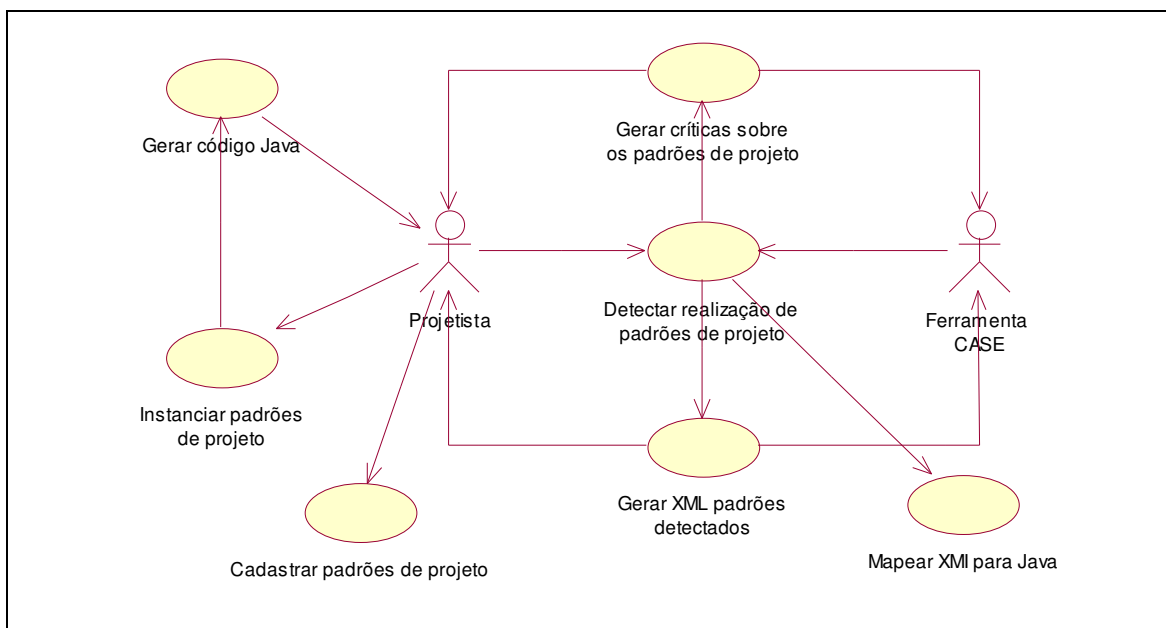 Gerar código Java
Gerar críticas sobre
os padrões de projeto
Projetista
Detectar realização de
padrões de projeto
Ferramenta
CASE
Instanciar padrões
de projeto
Cadastrar padrões de projeto
Gerar XML padrões
detectados
Mapear XMI para Java